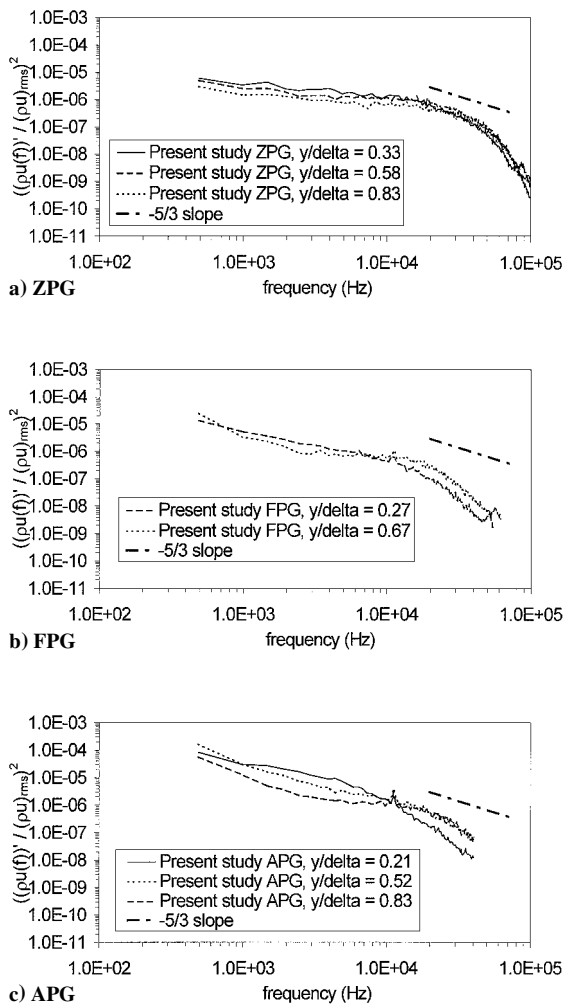 1.0E-03
1.0E-04
1.0E-05
1.0E-06
1.0E-07
1.0E-08
1.0E-09
1.0E-10
1.0E-11
((ρu(f))' / (ρu)rms)²
Present study ZPG, y/delta = 0.33
Present study ZPG, y/delta = 0.58
Present study ZPG, y/delta = 0.83
-5/3 slope
1.0E+02 1.0E+03 1.0E+04 1.0E+05
frequency (Hz)
a) ZPG
1.0E-03
1.0E-04
1.0E-05
1.0E-06
1.0E-07
1.0E-08
1.0E-09
1.0E-10
1.0E-11
((ρu(f))' / (ρu)rms)²
Present study FPG, y/delta = 0.27
Present study FPG, y/delta = 0.67
-5/3 slope
1.0E+02 1.0E+03 1.0E+04 1.0E+05
frequency (Hz)
b) FPG
1.0E-03
1.0E-04
1.0E-05
1.0E-06
1.0E-07
1.0E-08
1.0E-09
1.0E-10
1.0E-11
((ρu(f))' / (ρu)rms)²
Present study APG, y/delta = 0.21
Present study APG, y/delta = 0.52
Present study APG, y/delta = 0.83
-5/3 slope
1.0E+02 1.0E+03 1.0E+04 1.0E+05
frequency (Hz)
c) APG